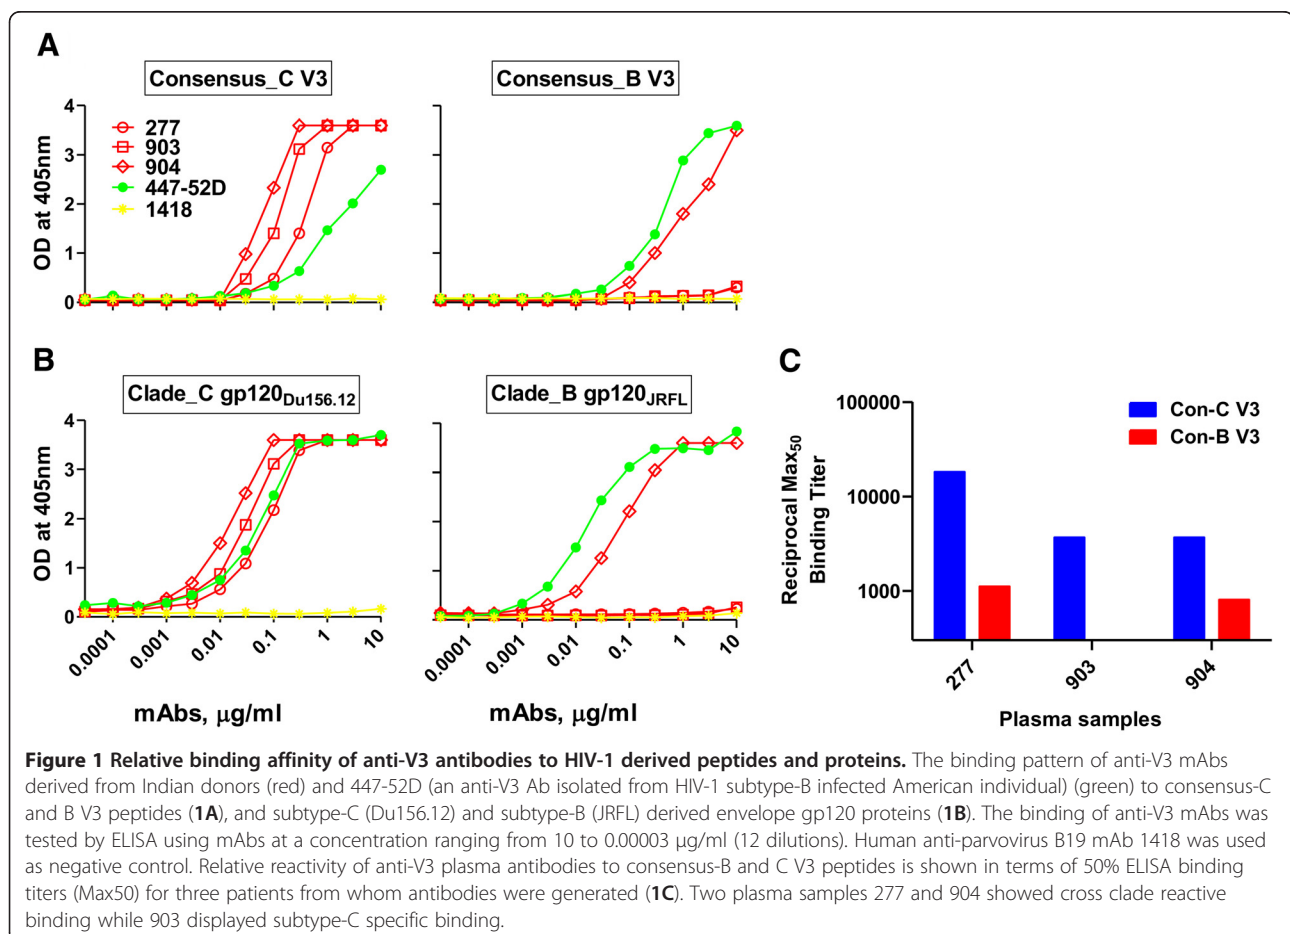 A
Consensus_C V3
Consensus_B V3
OD at 405nm
4
3
2
1
0
277
903
904
447-52D
1418
B
Clade_C gp120Du156.12
Clade_B gp120JRFL
OD at 405nm
4
3
2
1
0
0.0001 0.001 0.01 0.1 1 10
0.0001 0.001 0.01 0.1 1 10
mAbs, μg/ml
mAbs, μg/ml
C
Reciprocal Max50
Binding Titer
100000
10000
1000
Con-C V3
Con-B V3
277 903 904
Plasma samples
Figure 1 Relative binding affinity of anti-V3 antibodies to HIV-1 derived peptides and proteins. The binding pattern of anti-V3 mAbs
derived from Indian donors (red) and 447-52D (an anti-V3 Ab isolated from HIV-1 subtype-B infected American individual) (green) to consensus-C
and B V3 peptides (1A), and subtype-C (Du156.12) and subtype-B (JRFL) derived envelope gp120 proteins (1B). The binding of anti-V3 mAbs was
tested by ELISA using mAbs at a concentration ranging from 10 to 0.00003 μg/ml (12 dilutions). Human anti-parvovirus B19 mAb 1418 was used
as negative control. Relative reactivity of anti-V3 plasma antibodies to consensus-B and C V3 peptides is shown in terms of 50% ELISA binding
titers (Max50) for three patients from whom antibodies were generated (1C). Two plasma samples 277 and 904 showed cross clade reactive
binding while 903 displayed subtype-C specific binding.